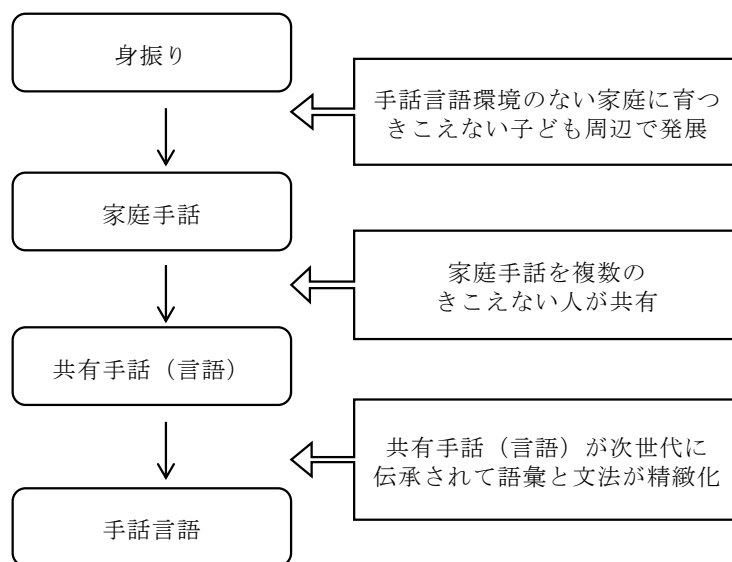 身振り
手話言語環境のない家庭に育つ
きこえない子ども周辺で発展
家庭手話
家庭手話を複数の
きこえない人が共有
共有手話（言語）
共有手話（言語）が次世代に
伝承されて語彙と文法が精緻化
手話言語